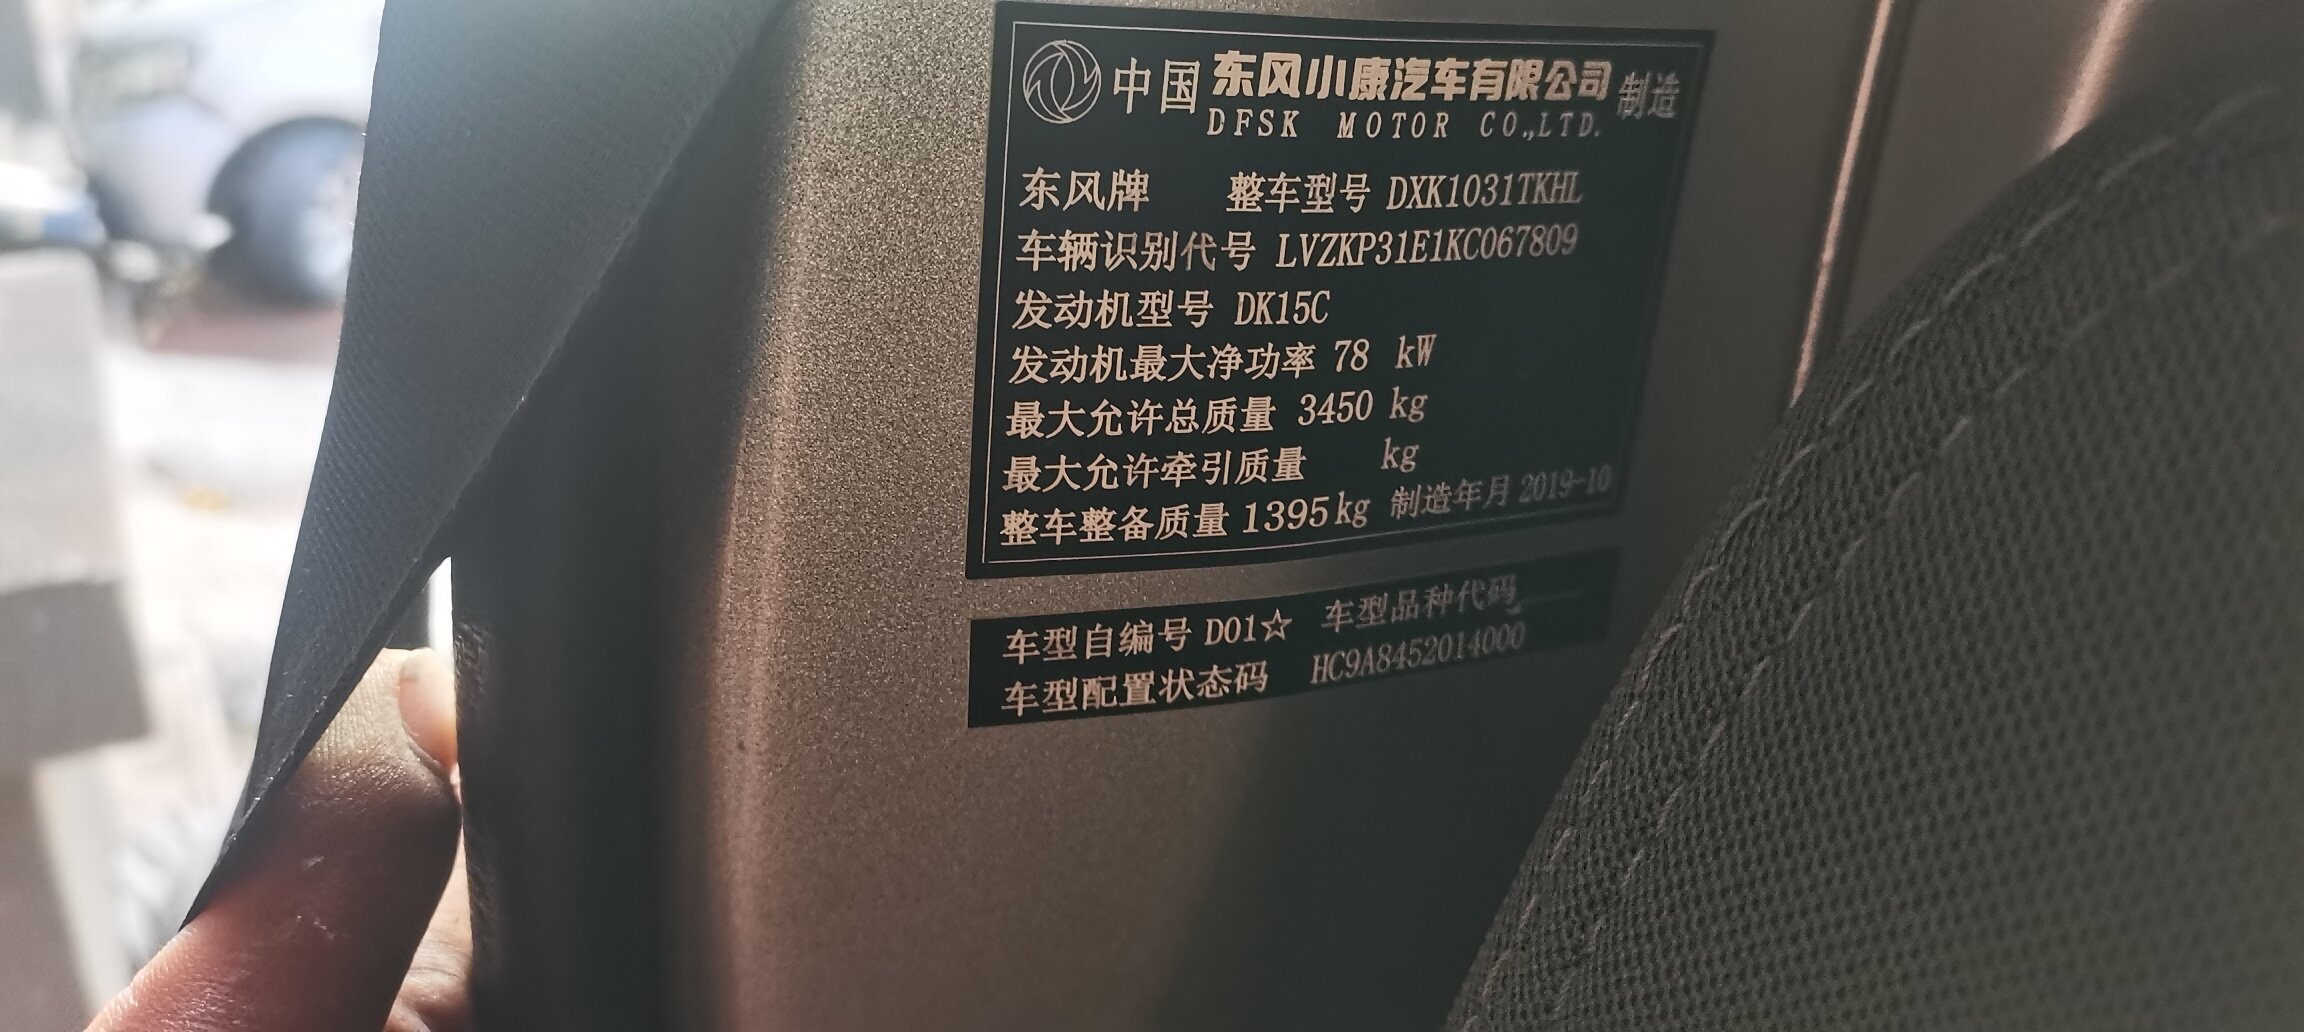 中国 东风小康汽车有限公司 制造
DFSK MOTOR CO.,LTD.
东风牌 整车型号 DXK1031TKHL
车辆识别代号 LVZKP31E1KC067809
发动机型号 DK15C
发动机最大净功率 78 kW
最大允许总质量 3450 kg
最大允许牵引质量 kg
整车整备质量 1395kg 制造年月 2019-10
车型自编号 D01☆ 车型品种代码
车型配置状态码 HC9A8452014000